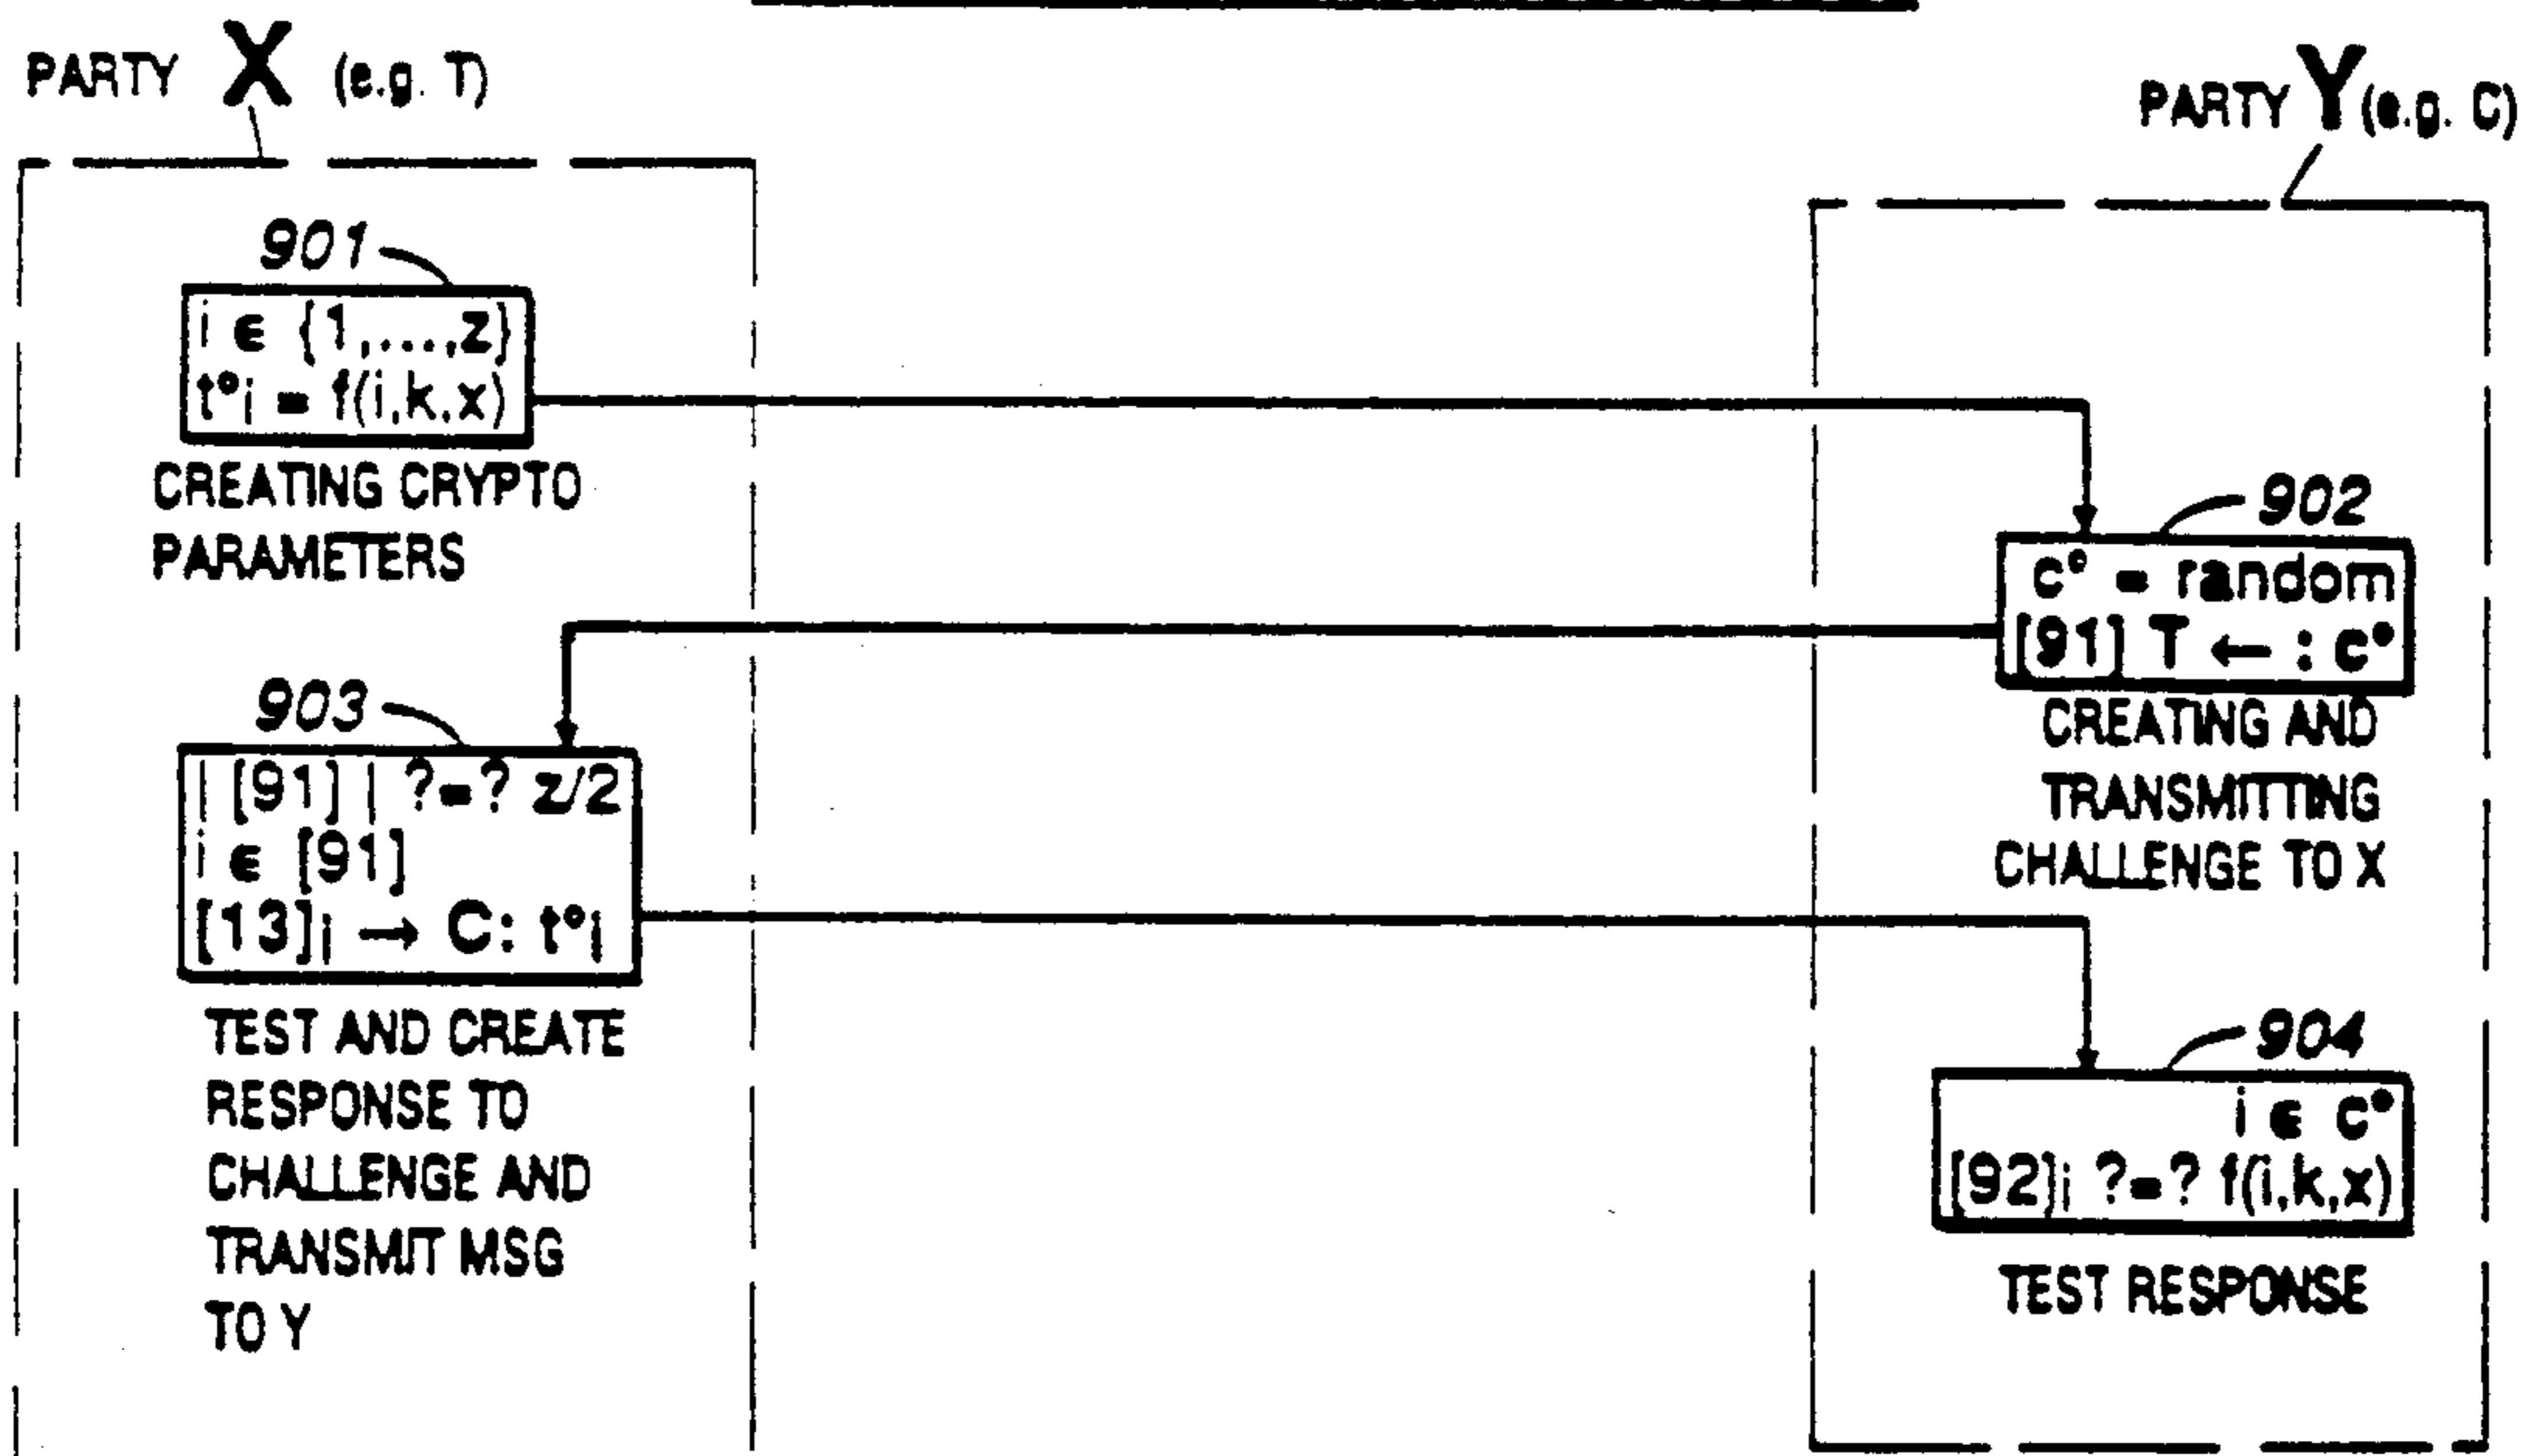 PARTY X (e.g. T)
PARTY Y (e.g. C)
901
i ∈ {1,...,z}
t°i = f(i,k,x)
CREATING CRYPTO
PARAMETERS
902
c° = random
[91] T ← : c°
CREATING AND
TRANSMITTING
CHALLENGE TO X
903
| [91] | ?=? z/2
i ∈ [91]
[13]i → C: t°i
TEST AND CREATE
RESPONSE TO
CHALLENGE AND
TRANSMIT MSG
TO Y
904
i ∈ c°
[92]i ?=? f(i,k,x)
TEST RESPONSE